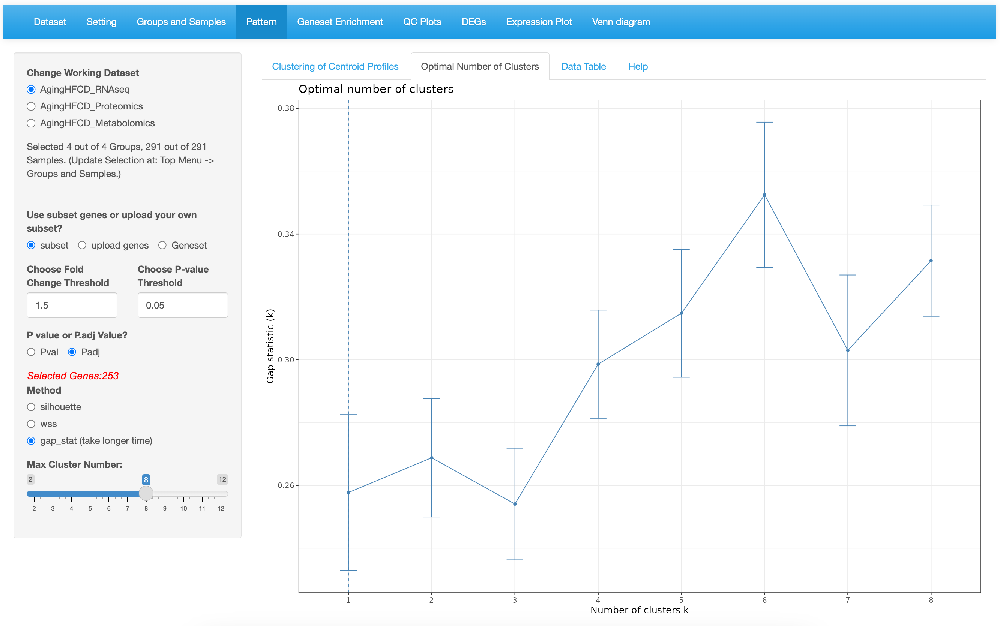 Dataset Setting Groups and Samples Pattern Geneset Enrichment QC Plots DEGs Expression Plot Venn diagram
Change Working Dataset
AgingHFCD_RNAseq
AgingHFCD_Proteomics
AgingHFCD_Metabolomics
Selected 4 out of 4 Groups, 291 out of 291
Samples. (Update Selection at: Top Menu ->
Groups and Samples.)
Use subset genes or upload your own
subset?
subset upload genes Geneset
Choose Fold
Change Threshold
1.5
Choose P-value
Threshold
0.05
P value or P.adj Value?
Pval Padj
Selected Genes:253
Method
silhouette
wss
gap_stat (take longer time)
Max Cluster Number:
2 8 12
2 3 4 5 6 7 8 9 10 11 12
Clustering of Centroid Profiles Optimal Number of Clusters Data Table Help
Optimal number of clusters
Gap statistic (k)
0.38
0.34
0.30
0.26
1 2 3 4 5 6 7 8
Number of clusters k